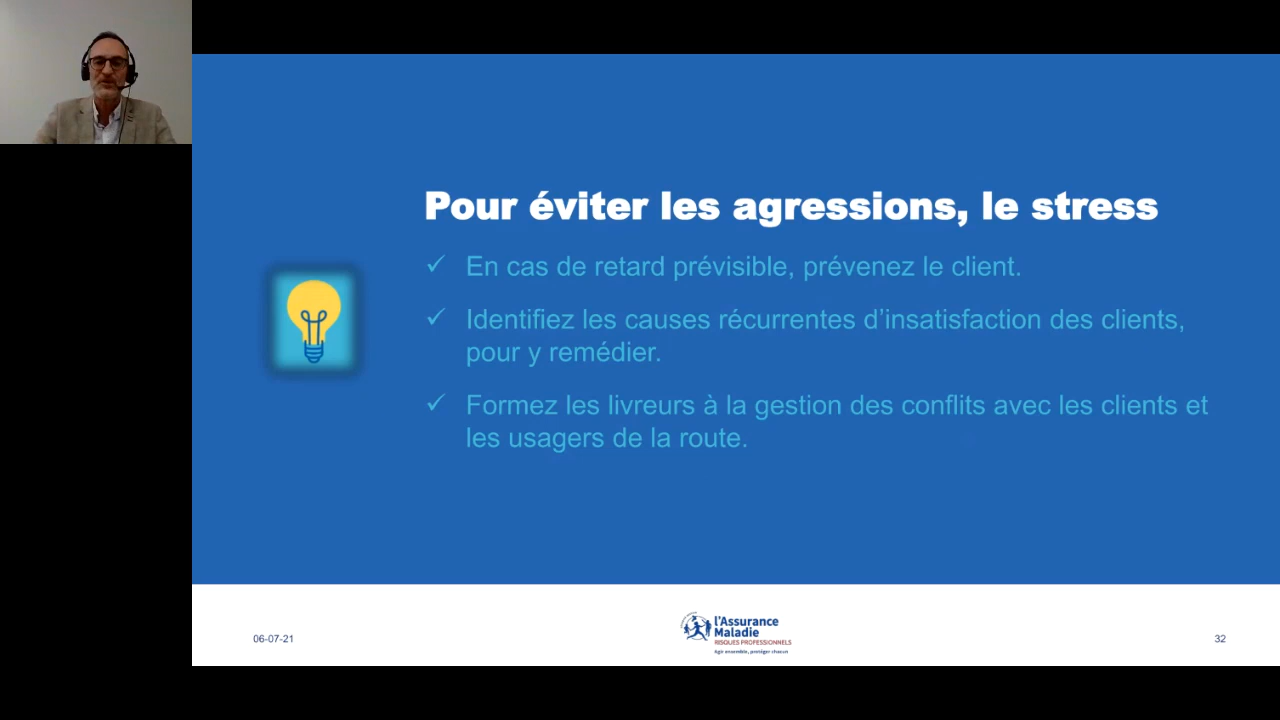 Pour éviter les agressions, le stress
✓ En cas de retard prévisible, prévenez le client.
✓ Identifiez les causes récurrentes d’insatisfaction des clients,
pour y remédier.
✓ Formez les livreurs à la gestion des conflits avec les clients et
les usagers de la route.
06-07-21
l'Assurance
Maladie
RISQUES PROFESSIONNELS
Agir ensemble, protéger chacun
32